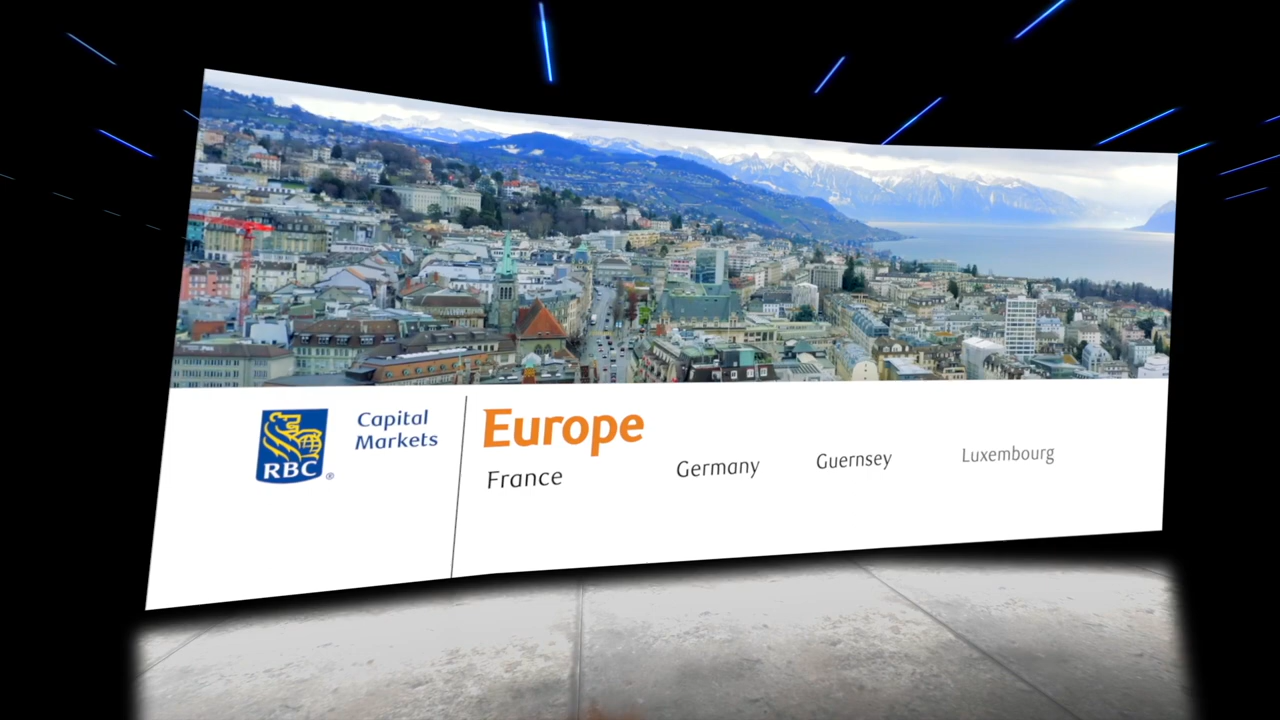 RBC®
Capital
Markets
Europe
France
Germany
Guernsey
Luxembourg